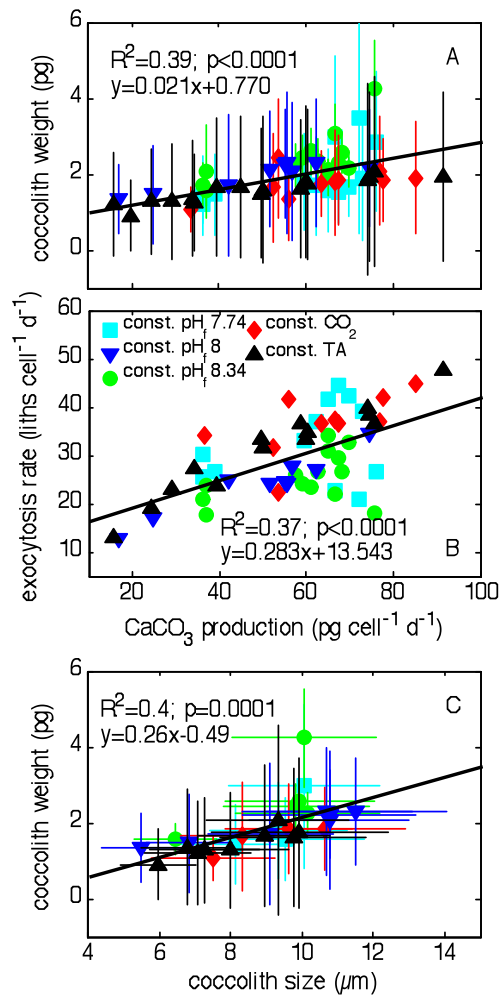 6
4
2
0
coccolith weight (pg)
R²=0.39; p<0.0001
y=0.021x+0.770
A
60
50
40
30
20
10
exocytosis rate (liths cell⁻¹ d⁻¹)
const. pH_f 7.74
const. CO₂
const. pH_f 8
const. TA
const. pH_f 8.34
R²=0.37; p<0.0001
y=0.283x+13.543
B
20 40 60 80 100
CaCO₃ production (pg cell⁻¹ d⁻¹)
6
4
2
0
coccolith weight (pg)
R²=0.4; p=0.0001
y=0.26x-0.49
C
4 6 8 10 12 14
coccolith size (µm)